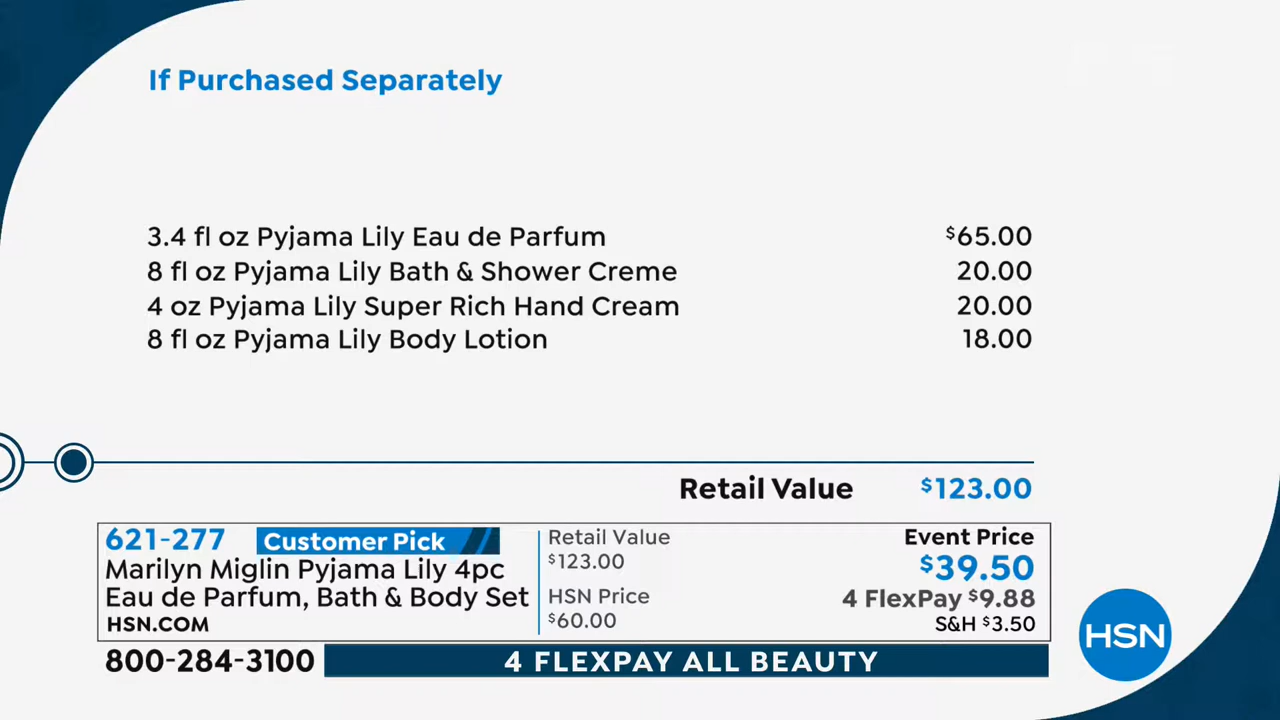 If Purchased Separately
3.4 fl oz Pyjama Lily Eau de Parfum $65.00
8 fl oz Pyjama Lily Bath & Shower Creme 20.00
4 oz Pyjama Lily Super Rich Hand Cream 20.00
8 fl oz Pyjama Lily Body Lotion 18.00
Retail Value $123.00
621-277 Customer Pick
Marilyn Miglin Pyjama Lily 4pc
Eau de Parfum, Bath & Body Set
HSN.COM
Retail Value
$123.00
HSN Price
$60.00
Event Price
$39.50
4 FlexPay $9.88
S&H $3.50
HSN
800-284-3100 4 FLEXPAY ALL BEAUTY